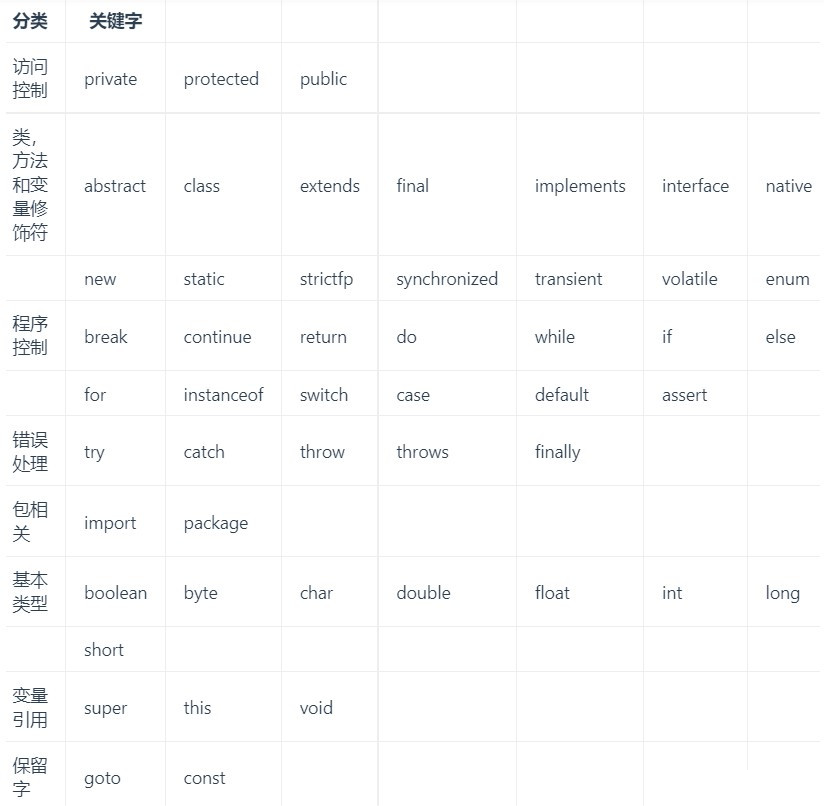 分类 关键字
访问
控制 private protected public
类，
方法
和变
量修
饰符 abstract class extends final implements interface native
new static strictfp synchronized transient volatile enum
程序
控制 break continue return do while if else
for instanceof switch case default assert
错误
处理 try catch throw throws finally
包相
关 import package
基本
类型 boolean byte char double float int long
short
变量
引用 super this void
保留
字 goto const